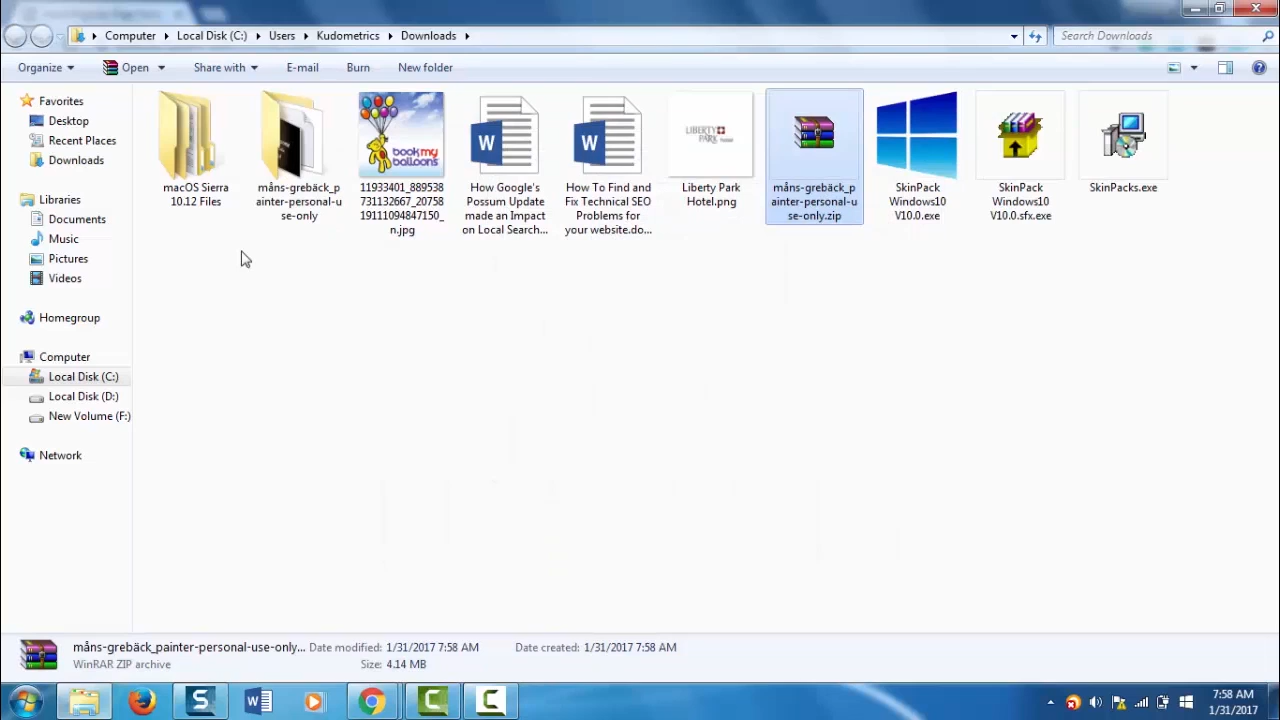 Computer Local Disk (C:) Users Kudometrics Downloads
Search Downloads
Organize Open Share with E-mail Burn New folder
Favorites
Desktop
Recent Places
Downloads
Libraries
Documents
Music
Pictures
Videos
Homegroup
Computer
Local Disk (C:)
Local Disk (D:)
New Volume (F:)
Network
macOS Sierra
10.12 Files
måns-grebäck_p
ainter-personal-u
se-only
book my
balloons
11933401_889538
731132667_20758
19111094847150_
n.jpg
W
How Google's
Possum Update
made an Impact
on Local Search...
W
How To Find and
Fix Technical SEO
Problems for
your website.do...
LIBERTY
PARK
Liberty Park
Hotel.png
måns-grebäck_p
ainter-personal-u
se-only.zip
SkinPack
Windows10
V10.0.exe
SkinPack
Windows10
V10.0.sfx.exe
SkinPacks.exe
måns-grebäck_painter-personal-use-only... Date modified: 1/31/2017 7:58 AM Date created: 1/31/2017 7:58 AM
WinRAR ZIP archive Size: 4.14 MB
7:58 AM
1/31/2017